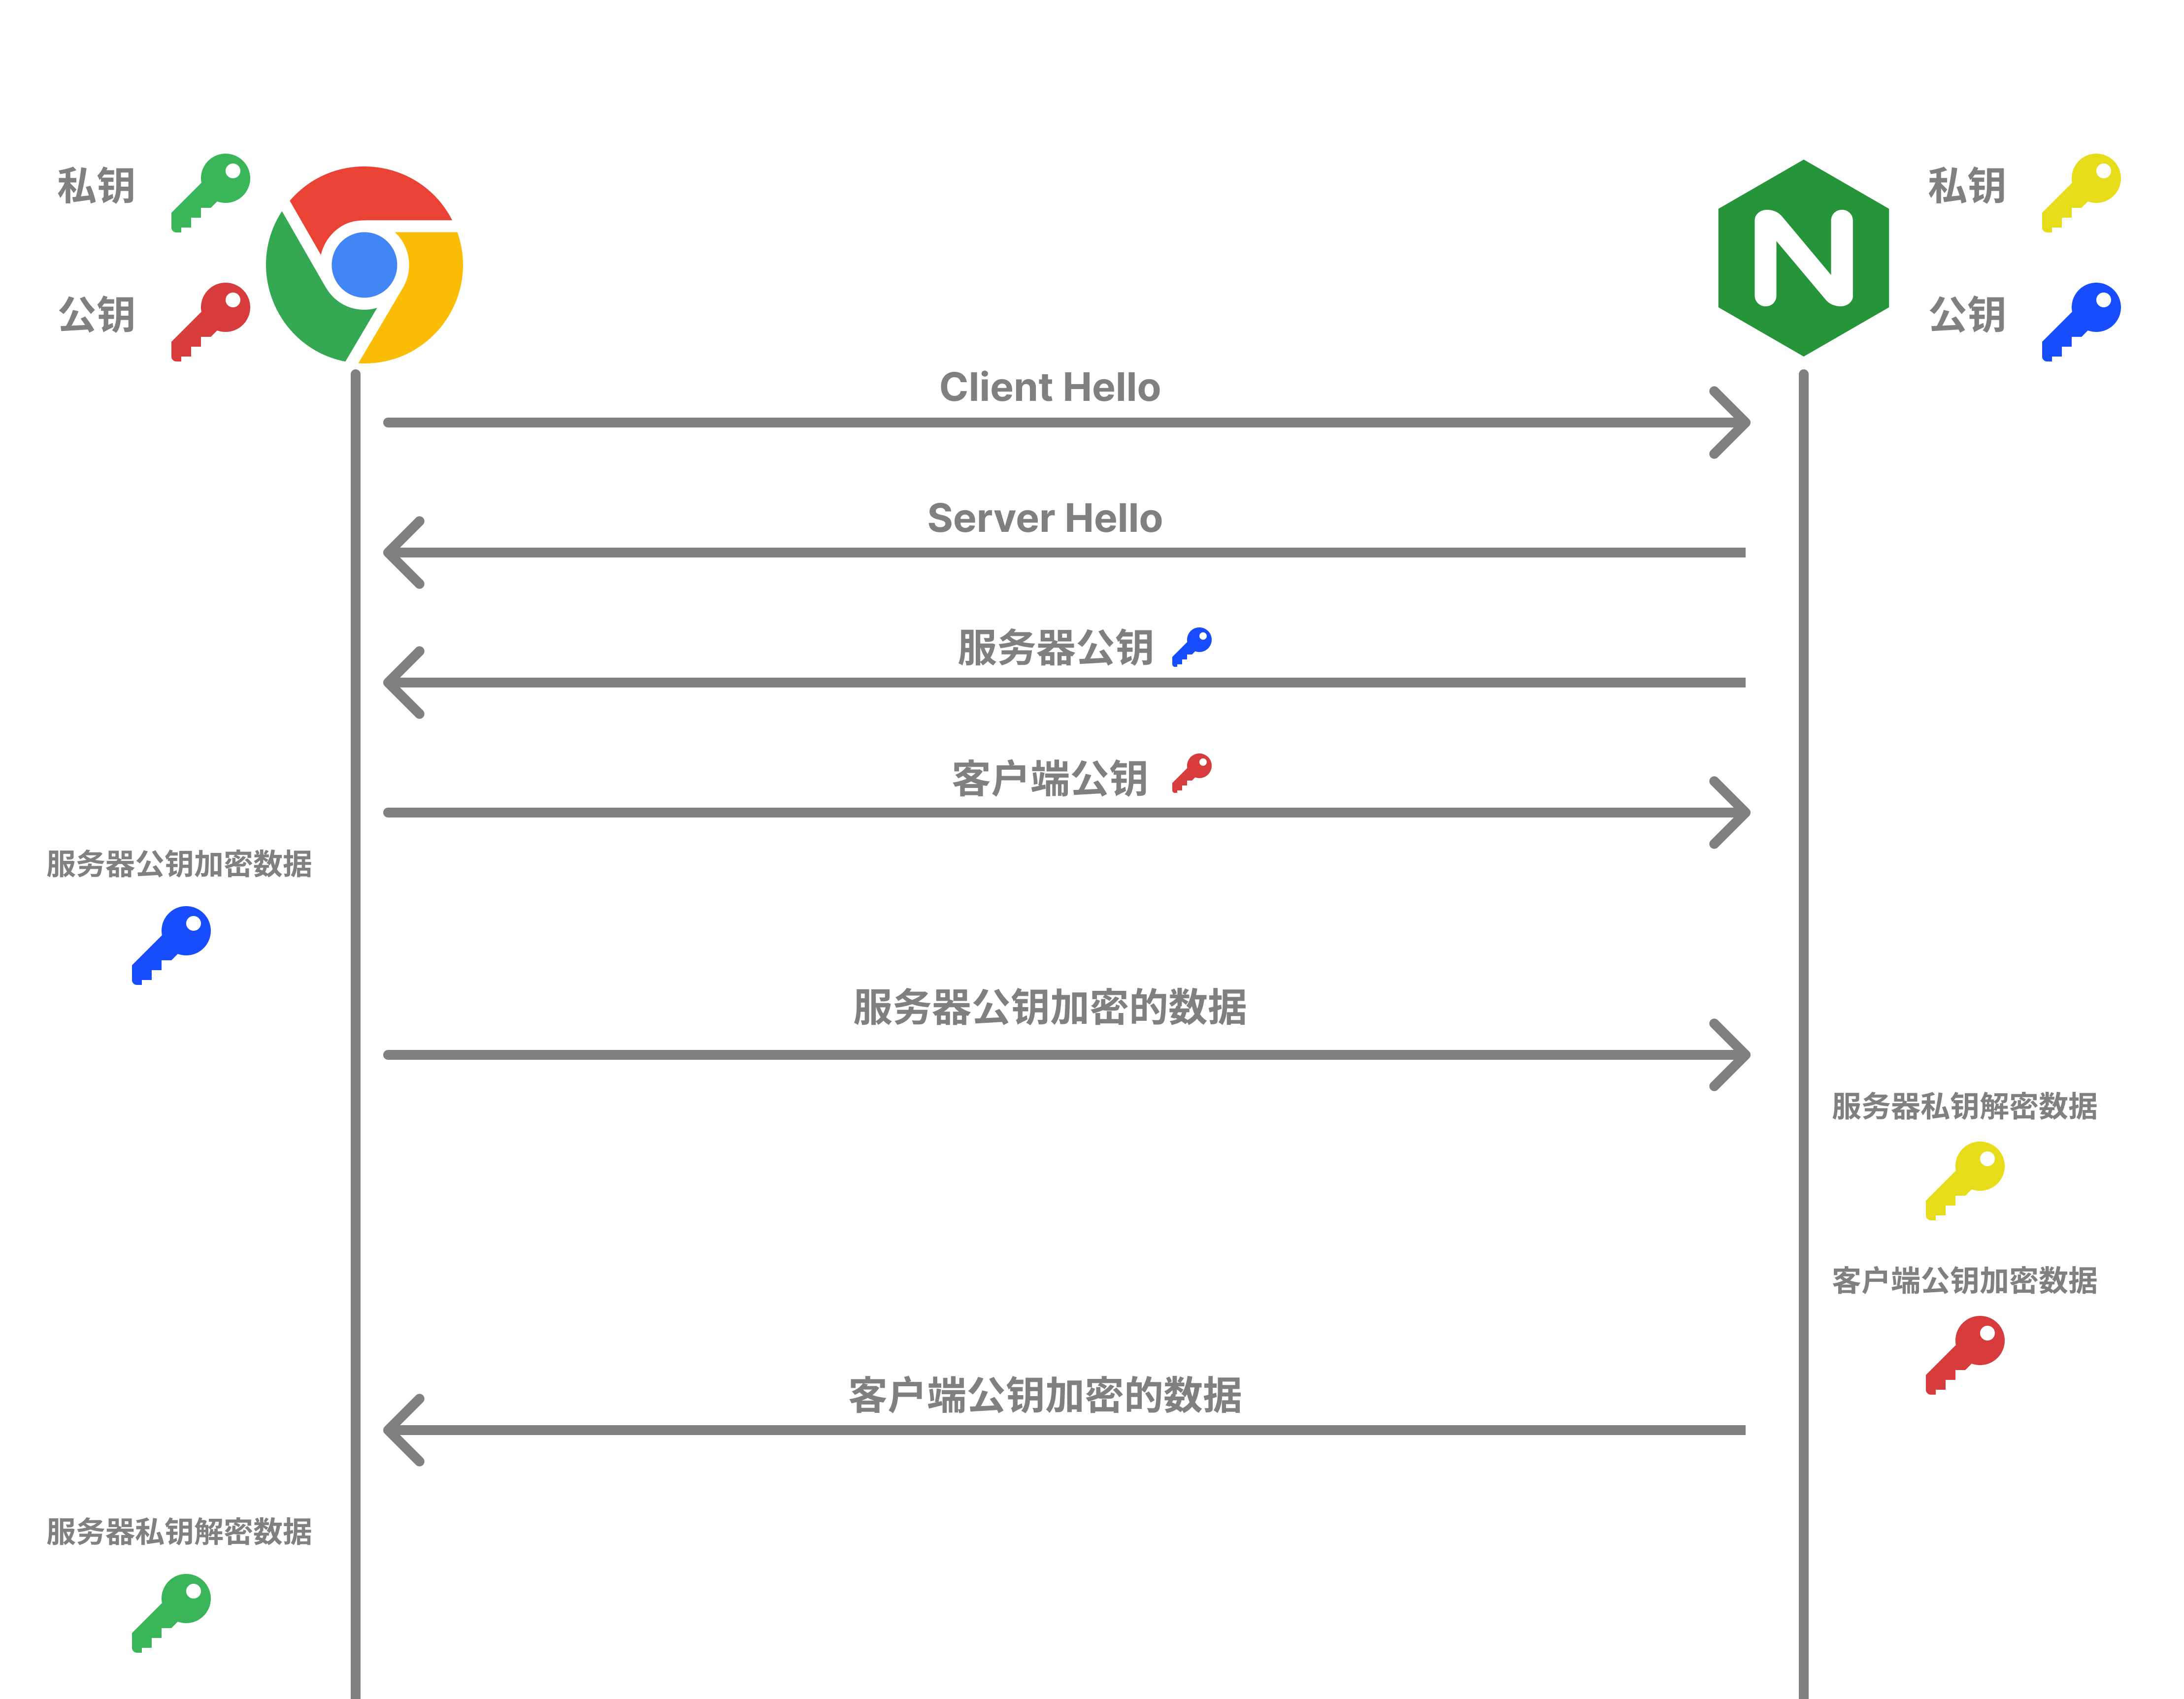 私钥
公钥
私钥
公钥
Client Hello
Server Hello
服务器公钥
客户端公钥
服务器公钥加密数据
服务器公钥加密的数据
服务器私钥解密数据
客户端公钥加密数据
客户端公钥加密的数据
服务器私钥解密数据